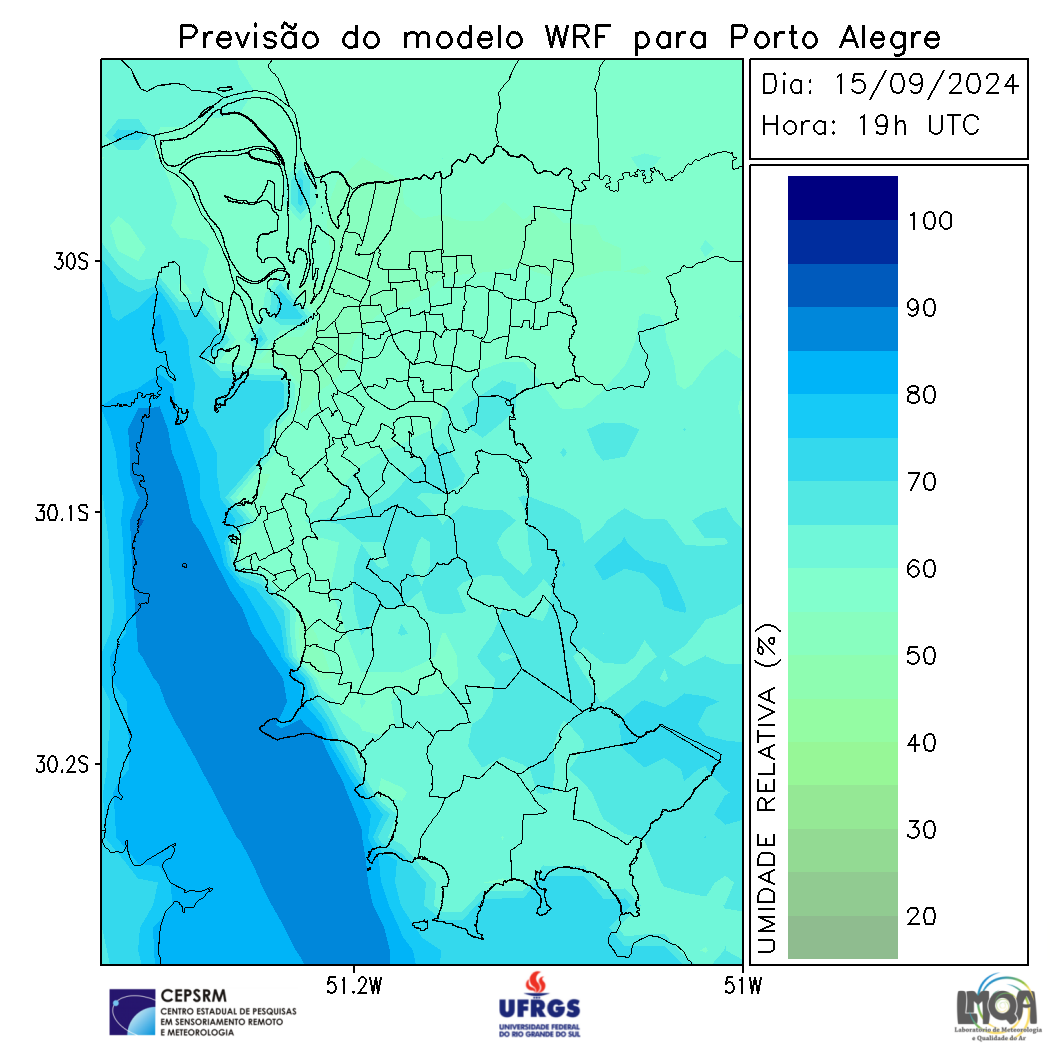 Previsão do modelo WRF para Porto Alegre
Dia: 15/09/2024
Hora: 19h UTC
30S
30.1S
30.2S
51.2W
51W
UMIDADE RELATIVA (%)
100
90
80
70
60
50
40
30
20
CEPSRM
CENTRO ESTADUAL DE PESQUISAS
EM SENSORIAMENTO REMOTO
E METEOROLOGIA
UFRGS
UNIVERSIDADE FEDERAL
DO RIO GRANDE DO SUL
LMQA
Laboratório de Meteorologia
e Qualidade do Ar